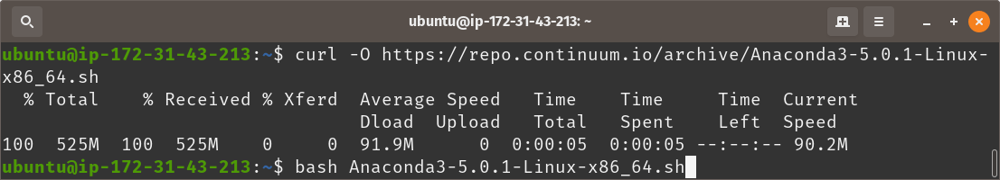 ubuntu@ip-172-31-43-213: ~
ubuntu@ip-172-31-43-213:~$ curl -O https://repo.continuum.io/archive/Anaconda3-5.0.1-Linux-
x86_64.sh
  % Total    % Received % Xferd  Average Speed   Time    Time     Time  Current
                                 Dload  Upload   Total   Spent    Left  Speed
100  525M  100  525M    0     0  91.9M      0  0:00:05  0:00:05 --:--:-- 90.2M
ubuntu@ip-172-31-43-213:~$ bash Anaconda3-5.0.1-Linux-x86_64.sh